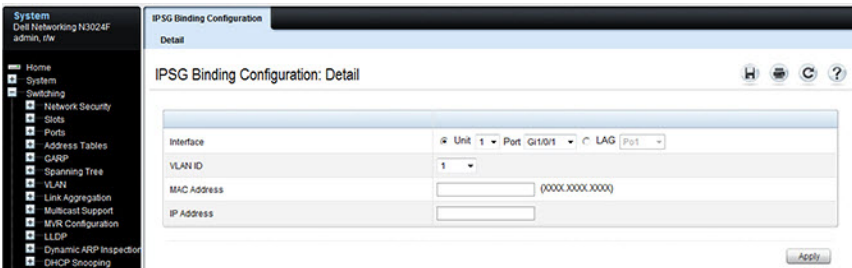 System
Dell Networking N3024F
admin, r/w
Home
System
Switching
Network Security
Slots
Ports
Address Tables
GARP
Spanning Tree
VLAN
Link Aggregation
Multicast Support
MVR Configuration
LLDP
Dynamic ARP Inspection
DHCP Snooping
IPSG Binding Configuration
Detail
IPSG Binding Configuration: Detail
?
Interface Unit 1 Port Gi1/0/1 LAG Po1
VLAN ID 1
MAC Address (XXXX.XXXX.XXXX)
IP Address
Apply